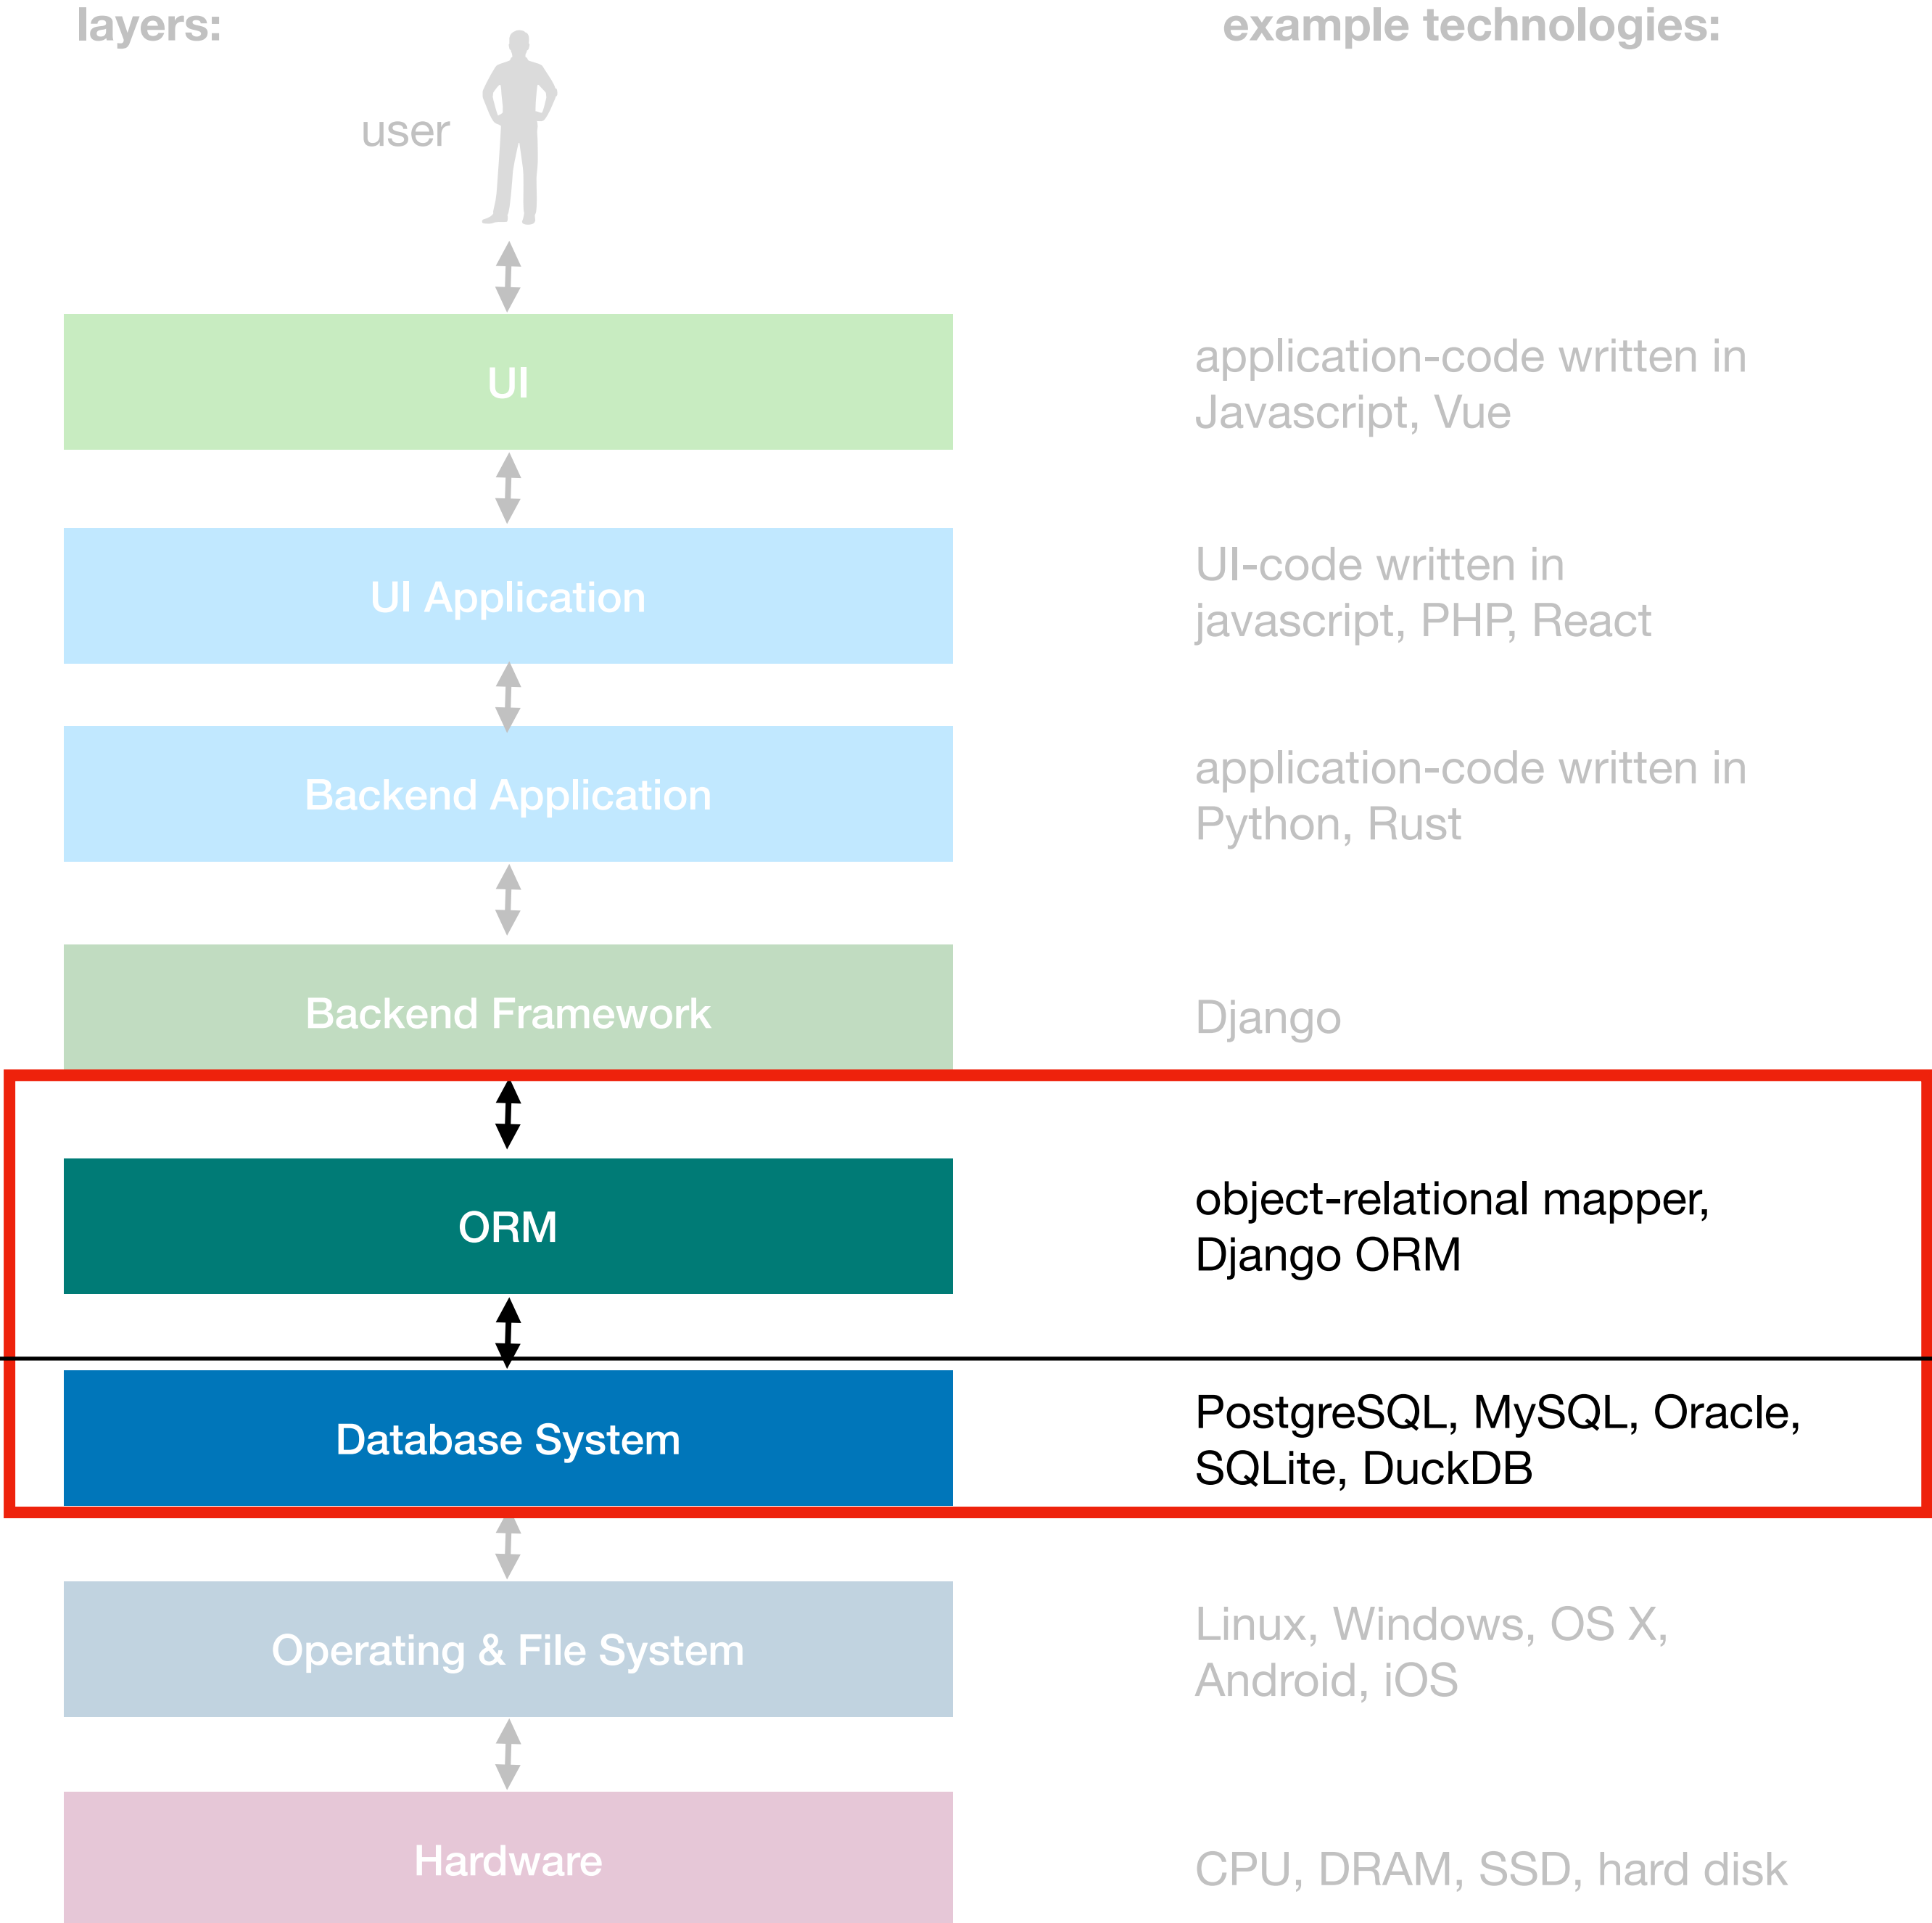 layers:
example technologies:
user
UI
application-code written in
Javascript, Vue
UI Application
UI-code written in
javascript, PHP, React
Backend Application
application-code written in
Python, Rust
Backend Framework
Django
ORM
object-relational mapper,
Django ORM
Database System
PostgreSQL, MySQL, Oracle,
SQLite, DuckDB
Operating & File System
Linux, Windows, OS X,
Android, iOS
Hardware
CPU, DRAM, SSD, hard disk